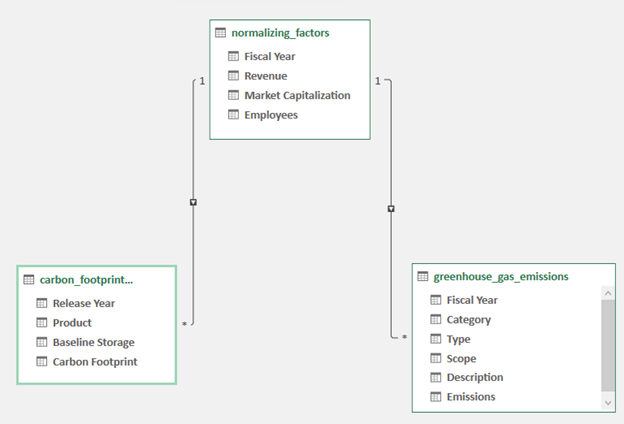 normalizing_factors
Fiscal Year
Revenue
Market Capitalization
Employees
1
1
carbon_footprint...
Release Year
Product
Baseline Storage
Carbon Footprint
*
greenhouse_gas_emissions
Fiscal Year
Category
Type
Scope
Description
Emissions
*